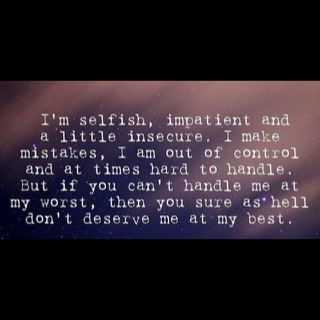 I'm selfish, impatient and
a little insecure. I make
mistakes, I am out of control
and at times hard to handle.
But if you can't handle me at
my worst, then you sure as hell
don't deserve me at my best.